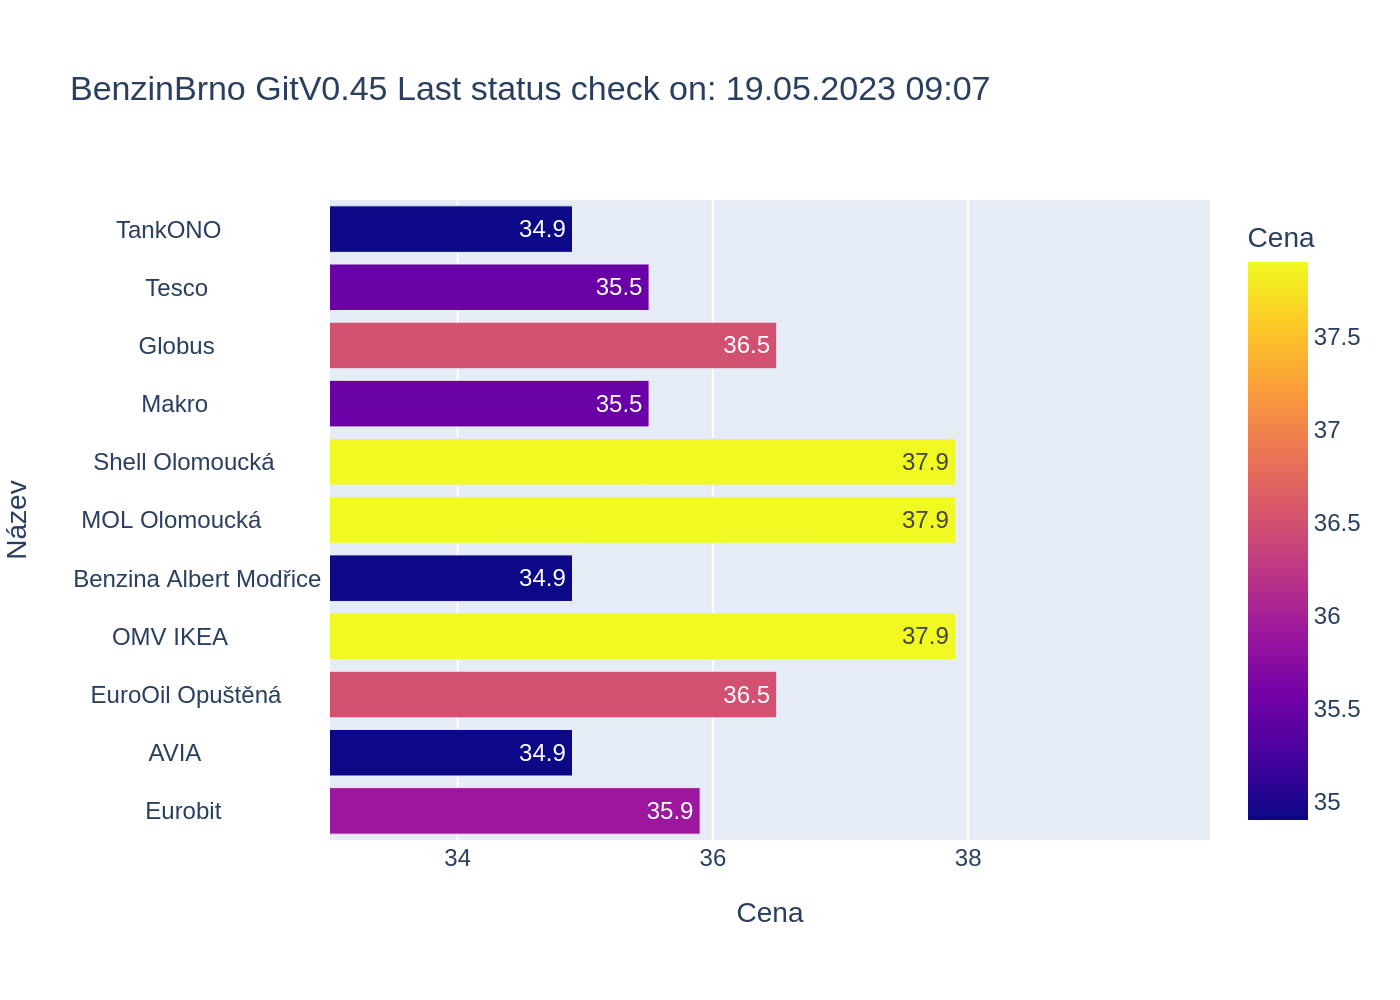 BenzinBrno GitV0.45 Last status check on: 19.05.2023 09:07
Název
TankONO 34.9
Tesco 35.5
Globus 36.5
Makro 35.5
Shell Olomoucká 37.9
MOL Olomoucká 37.9
Benzina Albert Modřice 34.9
OMV IKEA 37.9
EuroOil Opuštěná 36.5
AVIA 34.9
Eurobit 35.9
34 36 38
Cena
Cena
37.5
37
36.5
36
35.5
35